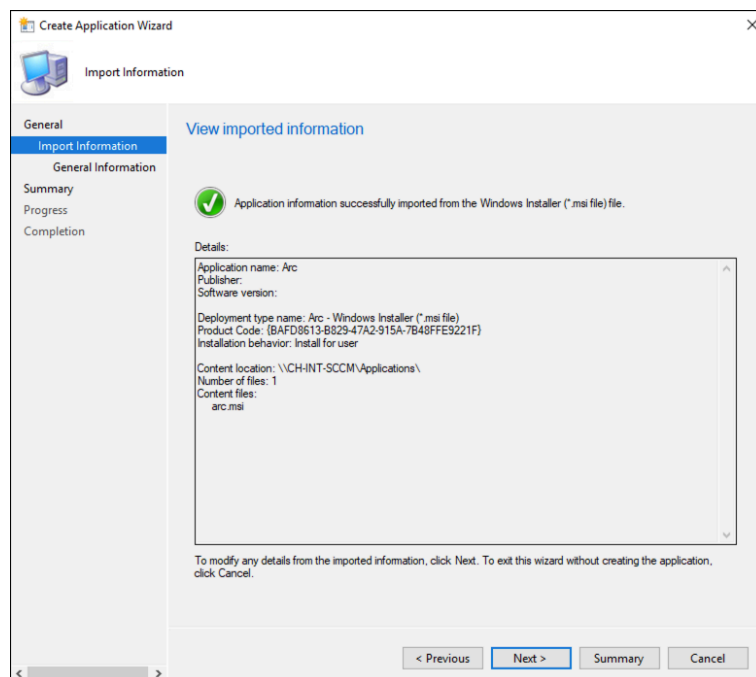 Create Application Wizard
Import Information
General
Import Information
General Information
Summary
Progress
Completion
View imported information
Application information successfully imported from the Windows Installer (*.msi file) file.
Details:
Application name: Arc
Publisher:
Software version:
Deployment type name: Arc - Windows Installer (*.msi file)
Product Code: {BAFD8613-B829-47A2-915A-7B48FFE9221F}
Installation behavior: Install for user
Content location: \\CH-INT-SCCM\Applications\
Number of files: 1
Content files:
arc.msi
To modify any details from the imported information, click Next. To exit this wizard without creating the application,
click Cancel.
< Previous
Next >
Summary
Cancel